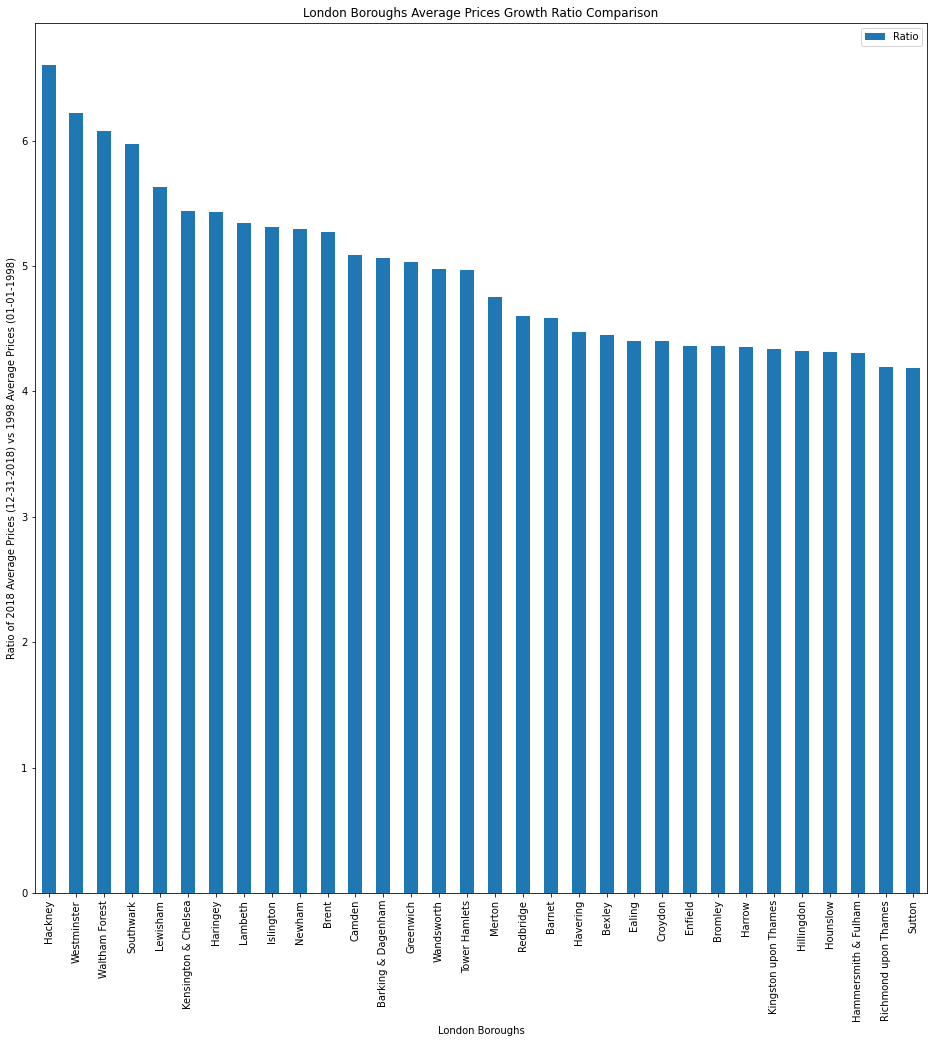 London Boroughs Average Prices Growth Ratio Comparison
Ratio
Ratio of 2018 Average Prices (12-31-2018) vs 1998 Average Prices (01-01-1998)
6
5
4
3
2
1
0
Hackney
Westminster
Waltham Forest
Southwark
Lewisham
Kensington & Chelsea
Haringey
Lambeth
Islington
Newham
Brent
Camden
Barking & Dagenham
Greenwich
Wandsworth
Tower Hamlets
Merton
Redbridge
Barnet
Havering
Bexley
Ealing
Croydon
Enfield
Bromley
Harrow
Kingston upon Thames
Hillingdon
Hounslow
Hammersmith & Fulham
Richmond upon Thames
Sutton
London Boroughs